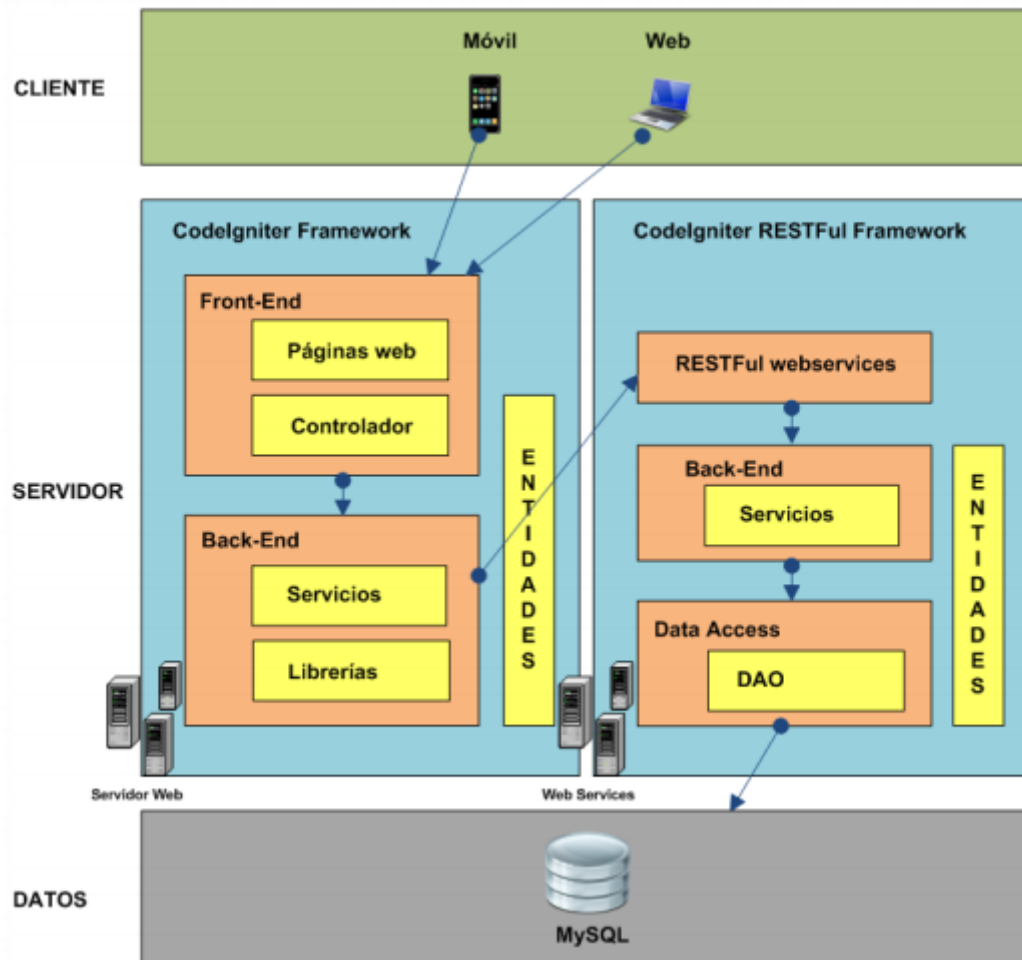 Móvil
Web
CLIENTE
CodeIgniter Framework
Front-End
Páginas web
Controlador
Back-End
Servicios
Librerías
ENTIDADES
Servidor Web
SERVIDOR
CodeIgniter RESTFul Framework
RESTFul webservices
Back-End
Servicios
Data Access
DAO
ENTIDADES
Web Services
DATOS
MySQL